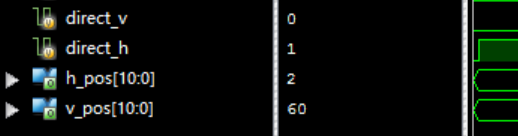 direct_v 0
direct_h 1
h_pos[10:0] 2
v_pos[10:0] 60